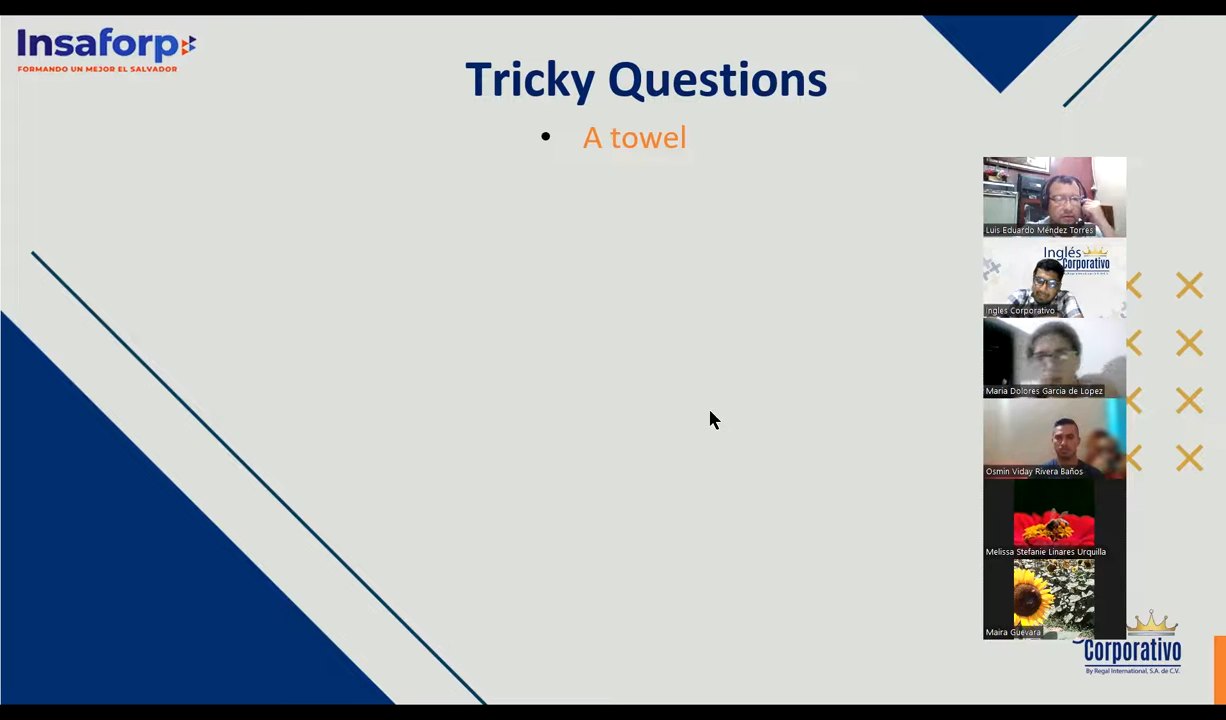 Insaforp
FORMANDO UN MEJOR EL SALVADOR
Tricky Questions
• A towel
Luis Eduardo Méndez Torres
Inglés
Corporativo
Ingles Corporativo
Maria Dolores Garcia de Lopez
Osmin Viday Rivera Baños
Melissa Stefanie Linares Urquilla
Maira Guevara
Corporativo
By Regal International, S.A. de C.V.